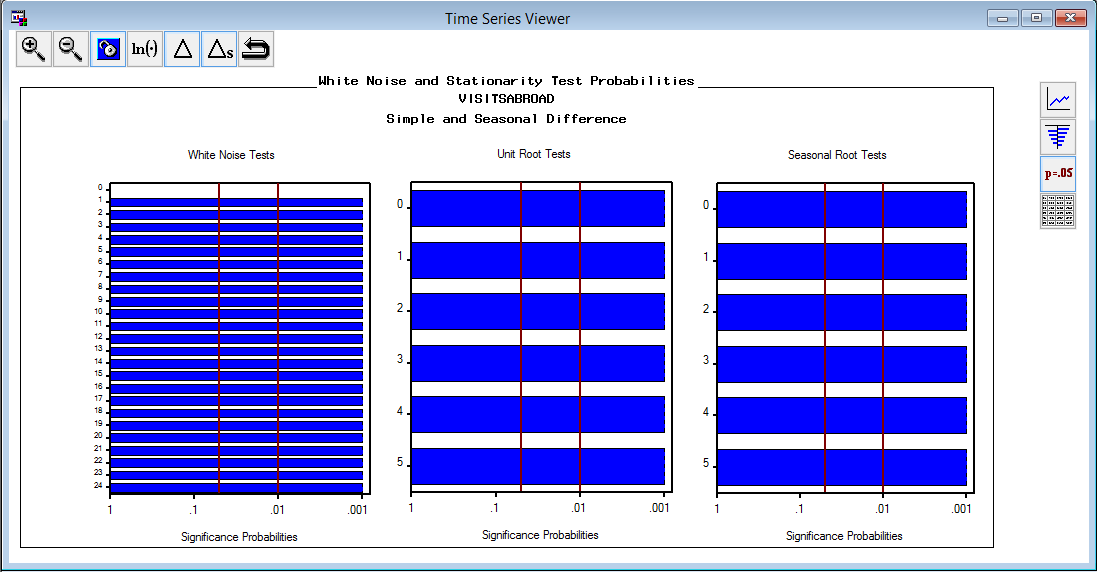 Time Series Viewer
ln(·)
Δ
Δs
White Noise and Stationarity Test Probabilities
VISITSABROAD
Simple and Seasonal Difference
p=.05
White Noise Tests
0
1
2
3
4
5
6
7
8
9
10
11
12
13
14
15
16
17
18
19
20
21
22
23
24
1 .1 .01 .001
Significance Probabilities
Unit Root Tests
0
1
2
3
4
5
1 .1 .01 .001
Significance Probabilities
Seasonal Root Tests
0
1
2
3
4
5
1 .1 .01 .001
Significance Probabilities